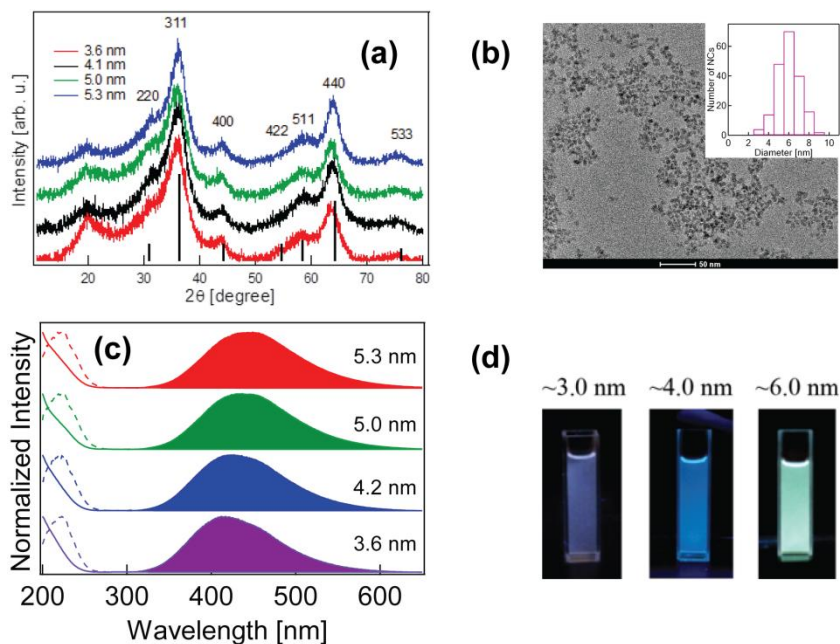 (a)
311
3.6 nm
4.1 nm
5.0 nm
5.3 nm
220
400
422
511
440
533
Intensity [arb. u.]
20 30 40 50 60 70 80
2θ [degree]
(b)
Number of NCs
60
40
20
0
0 2 4 6 8 10
Diameter [nm]
50 nm
(c)
5.3 nm
5.0 nm
4.2 nm
3.6 nm
Normalized Intensity
200 300 400 500 600
Wavelength [nm]
(d)
~3.0 nm ~4.0 nm ~6.0 nm